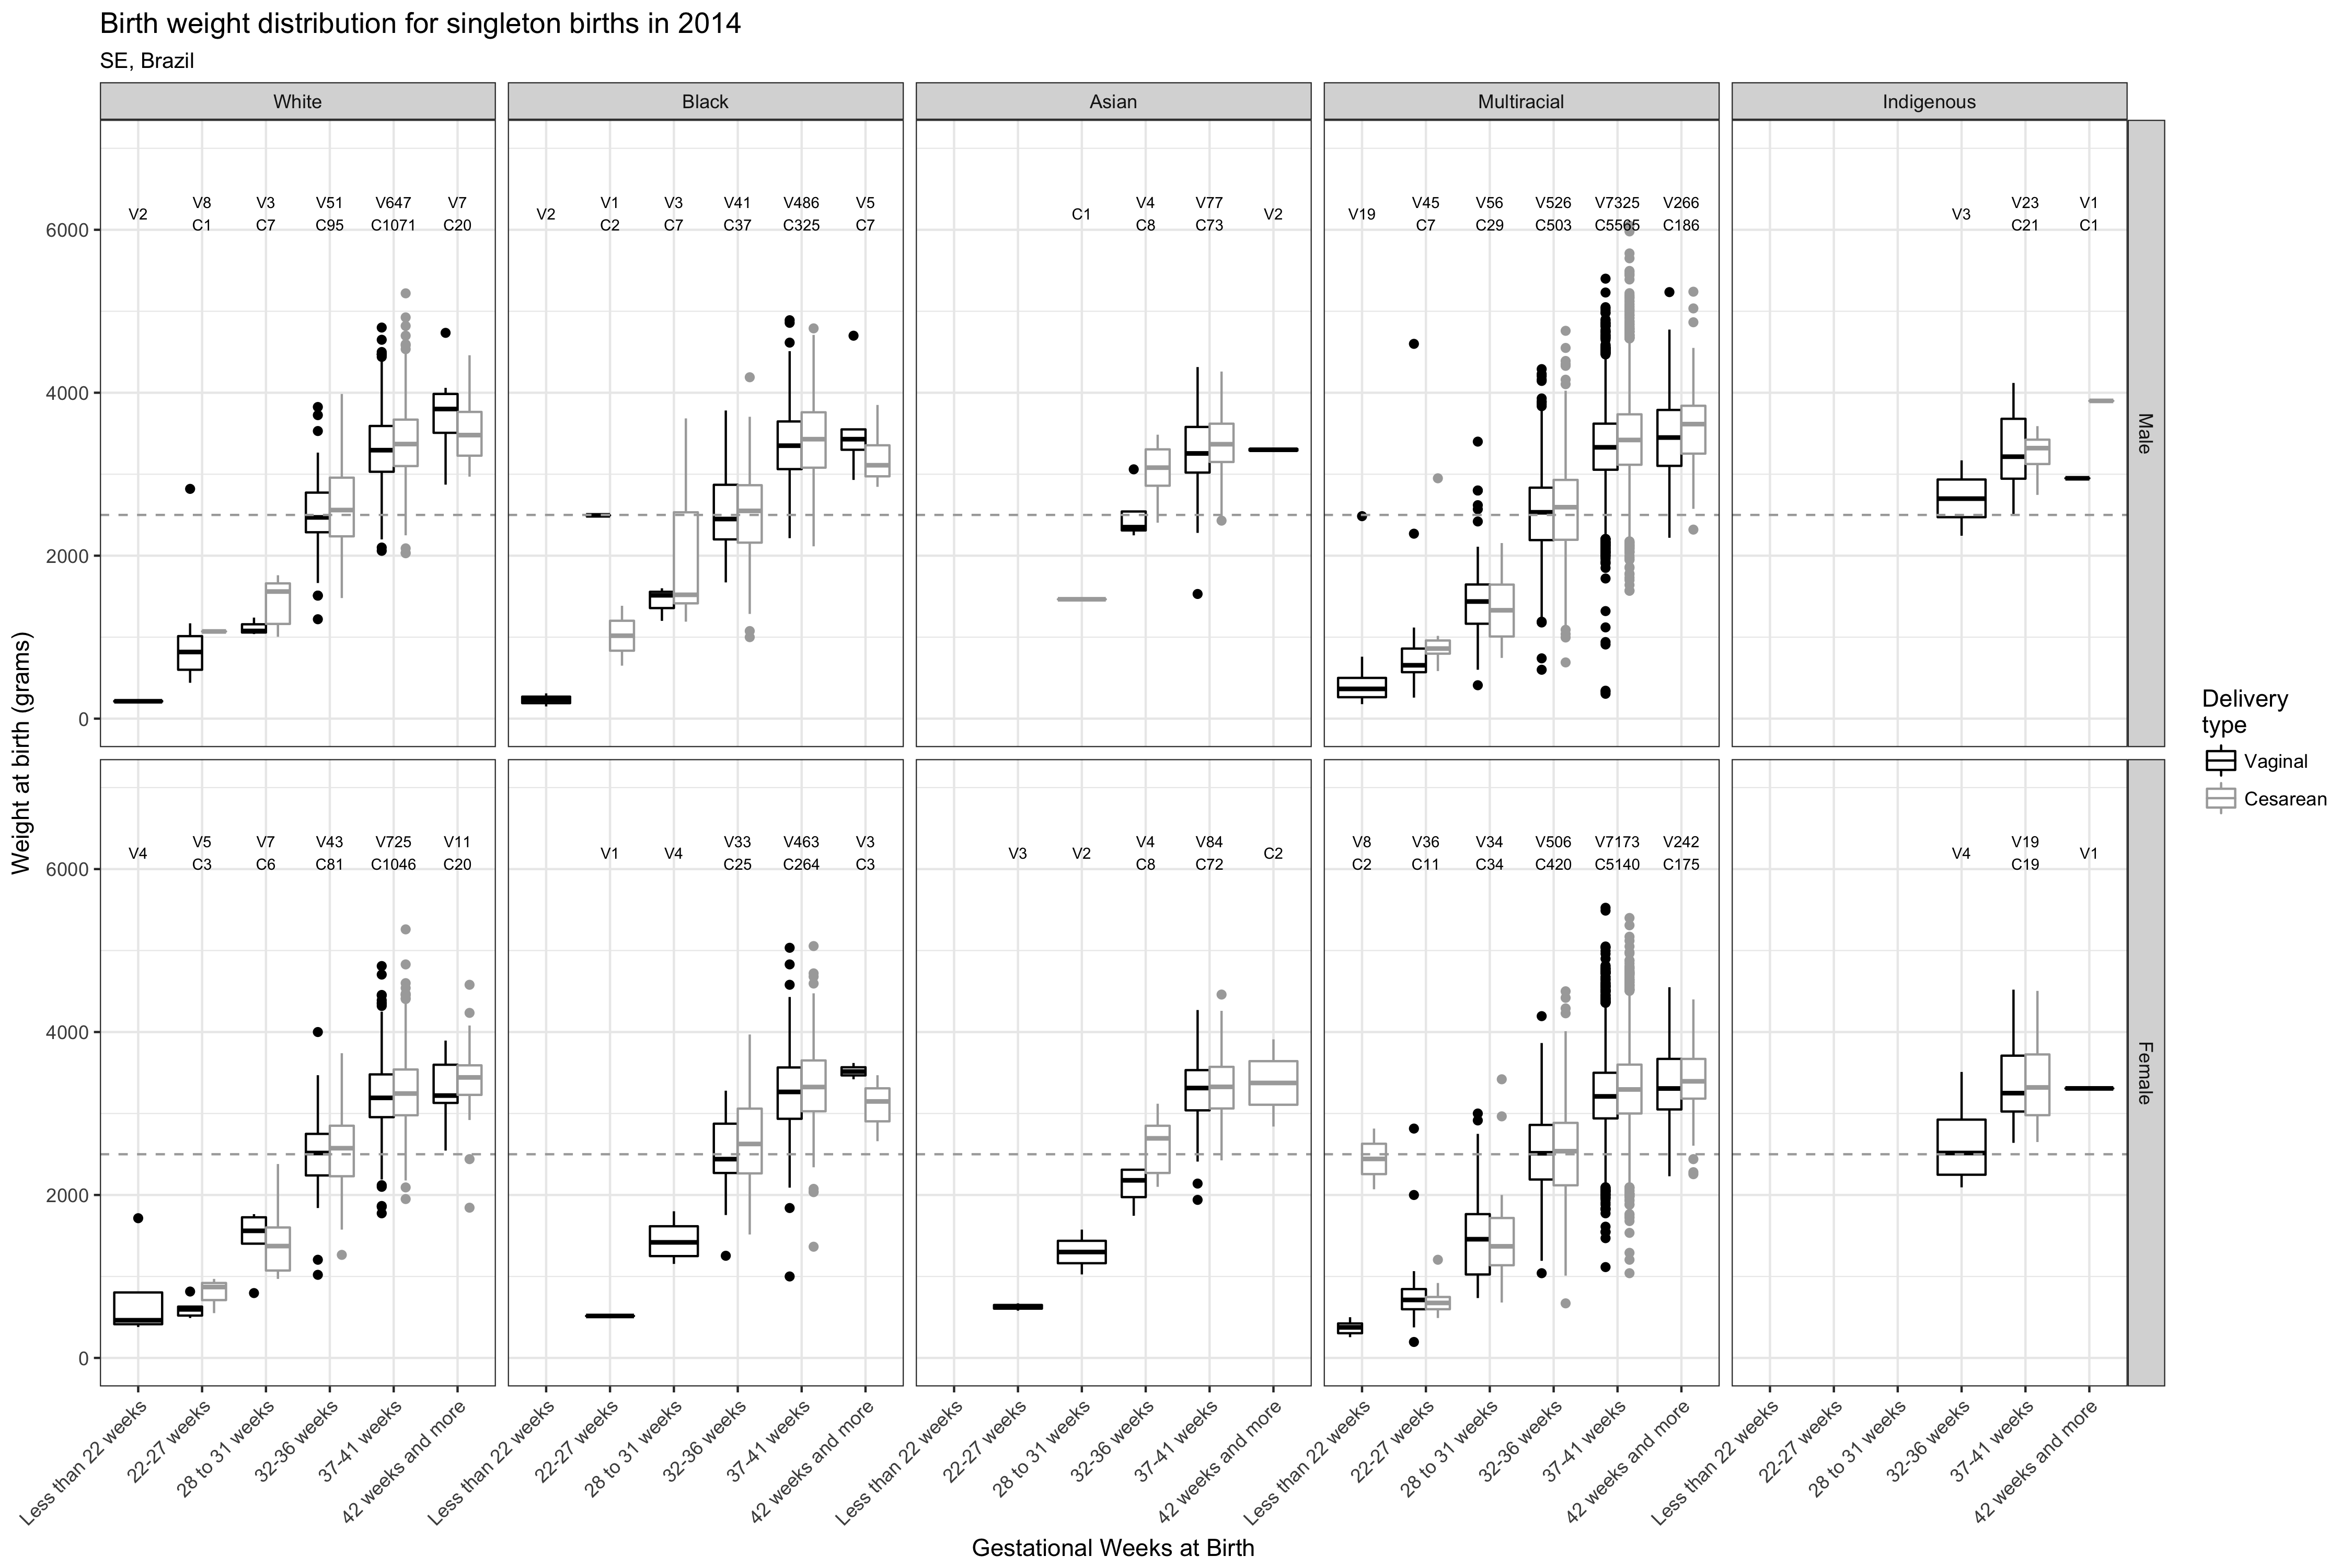 Birth weight distribution for singleton births in 2014
SE, Brazil
White Black Asian Multiracial Indigenous
V2 V8 V3 V51 V647 V7 V2 V1 V3 V41 V486 V5 C1 V4 V77 V2 V19 V45 V56 V526 V7325 V266 V3 V23 V1
C1 C7 C95 C1071 C20 C2 C7 C37 C325 C7 C8 C73 C7 C29 C503 C5565 C186 C21 C1
6000
4000
2000
0
Male
V4 V5 V7 V43 V725 V11 V1 V4 V33 V463 V3 V3 V2 V4 V84 C2 V8 V36 V34 V506 V7173 V242 V4 V19 V1
C3 C6 C81 C1046 C20 C25 C264 C3 C8 C72 C2 C11 C34 C420 C5140 C175 C19
6000
4000
2000
0
Female
Weight at birth (grams)
Less than 22 weeks
22-27 weeks
28 to 31 weeks
32-36 weeks
37-41 weeks
42 weeks and more
Less than 22 weeks
22-27 weeks
28 to 31 weeks
32-36 weeks
37-41 weeks
42 weeks and more
Less than 22 weeks
22-27 weeks
28 to 31 weeks
32-36 weeks
37-41 weeks
42 weeks and more
Less than 22 weeks
22-27 weeks
28 to 31 weeks
32-36 weeks
37-41 weeks
42 weeks and more
Less than 22 weeks
22-27 weeks
28 to 31 weeks
32-36 weeks
37-41 weeks
42 weeks and more
Gestational Weeks at Birth
Delivery
type
Vaginal
Cesarean